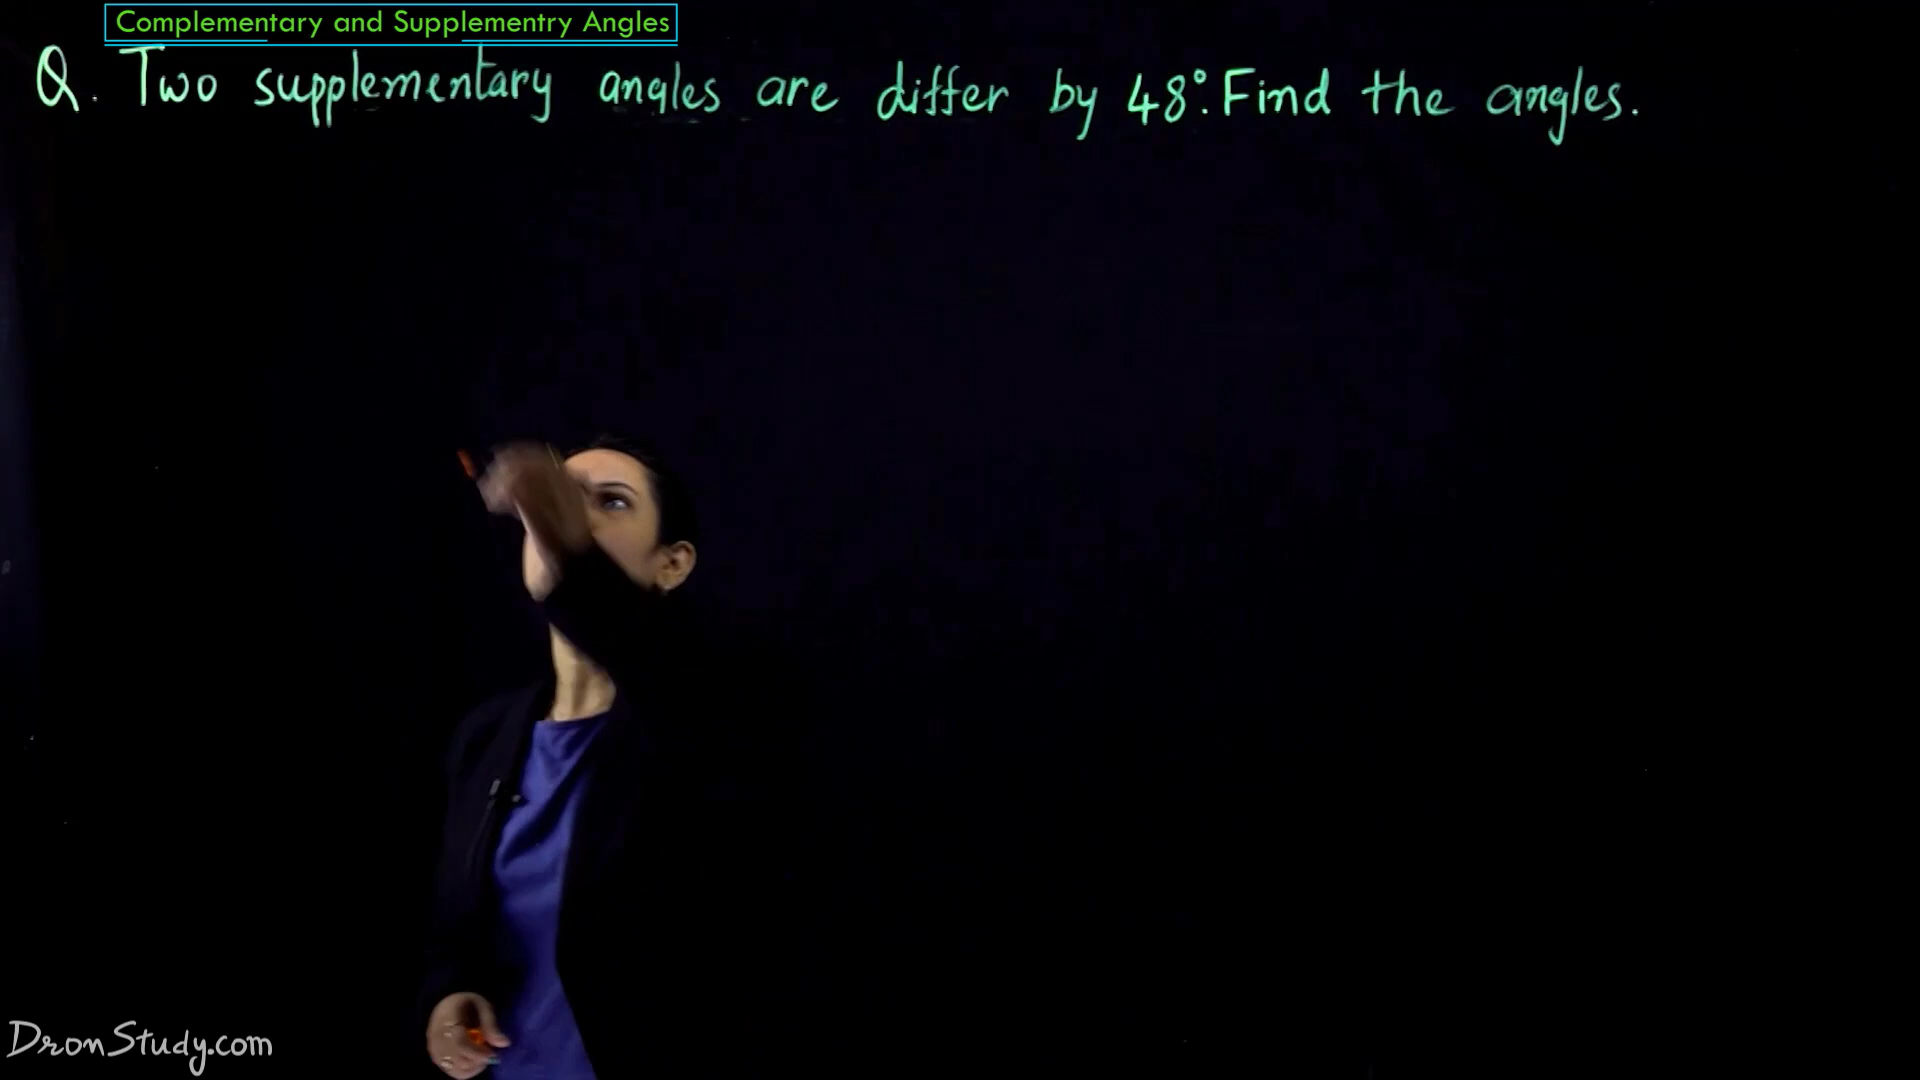 Complementary and Supplementry Angles
Q. Two supplementary angles are differ by 48°. Find the angles.
DronStudy.com